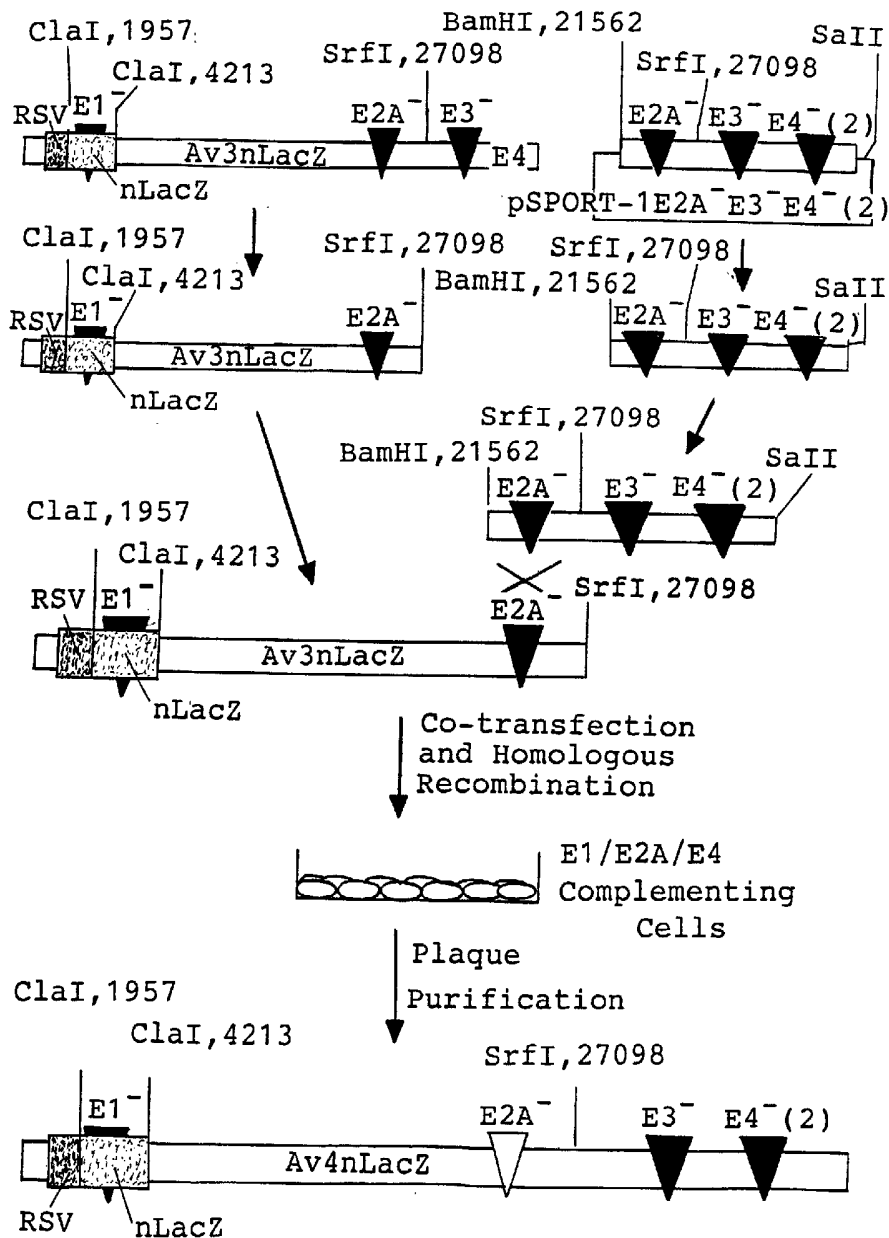 BamHI,21562
ClaI,1957
SrfI,27098
SaII
ClaI,4213
SrfI,27098
RSV
E1⁻
E2A⁻
E3⁻
E2A⁻
E3⁻
E4⁻(2)
Av3nLacZ
E4
nLacZ
pSPORT-1E2A⁻E3⁻E4⁻(2)
ClaI,1957
SrfI,27098
SrfI,27098
ClaI,4213
BamHI,21562
SaII
RSV
E1⁻
E2A⁻
E2A⁻
E3⁻
E4⁻(2)
Av3nLacZ
nLacZ
SrfI,27098
BamHI,21562
SaII
E2A⁻
E3⁻
E4⁻(2)
ClaI,1957
ClaI,4213
SrfI,27098
RSV
E1⁻
E2A⁻
Av3nLacZ
nLacZ
Co-transfection
and Homologous
Recombination
E1/E2A/E4
Complementing
Cells
Plaque
Purification
ClaI,1957
ClaI,4213
SrfI,27098
E1⁻
E2A⁻
E3⁻
E4⁻(2)
Av4nLacZ
RSV
nLacZ